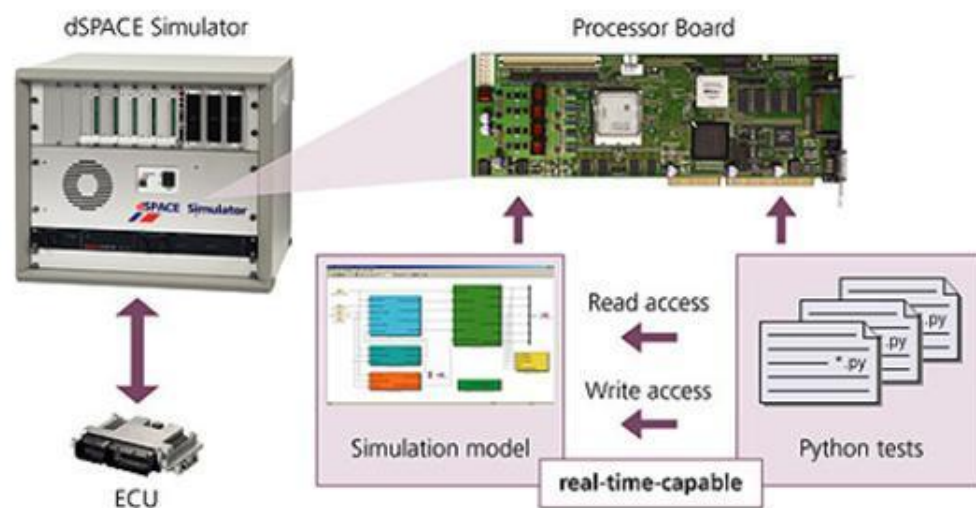 dSPACE Simulator
Processor Board
dSPACE Simulator
Read access
Write access
*.py
.py
.py
Simulation model
Python tests
real-time-capable
ECU